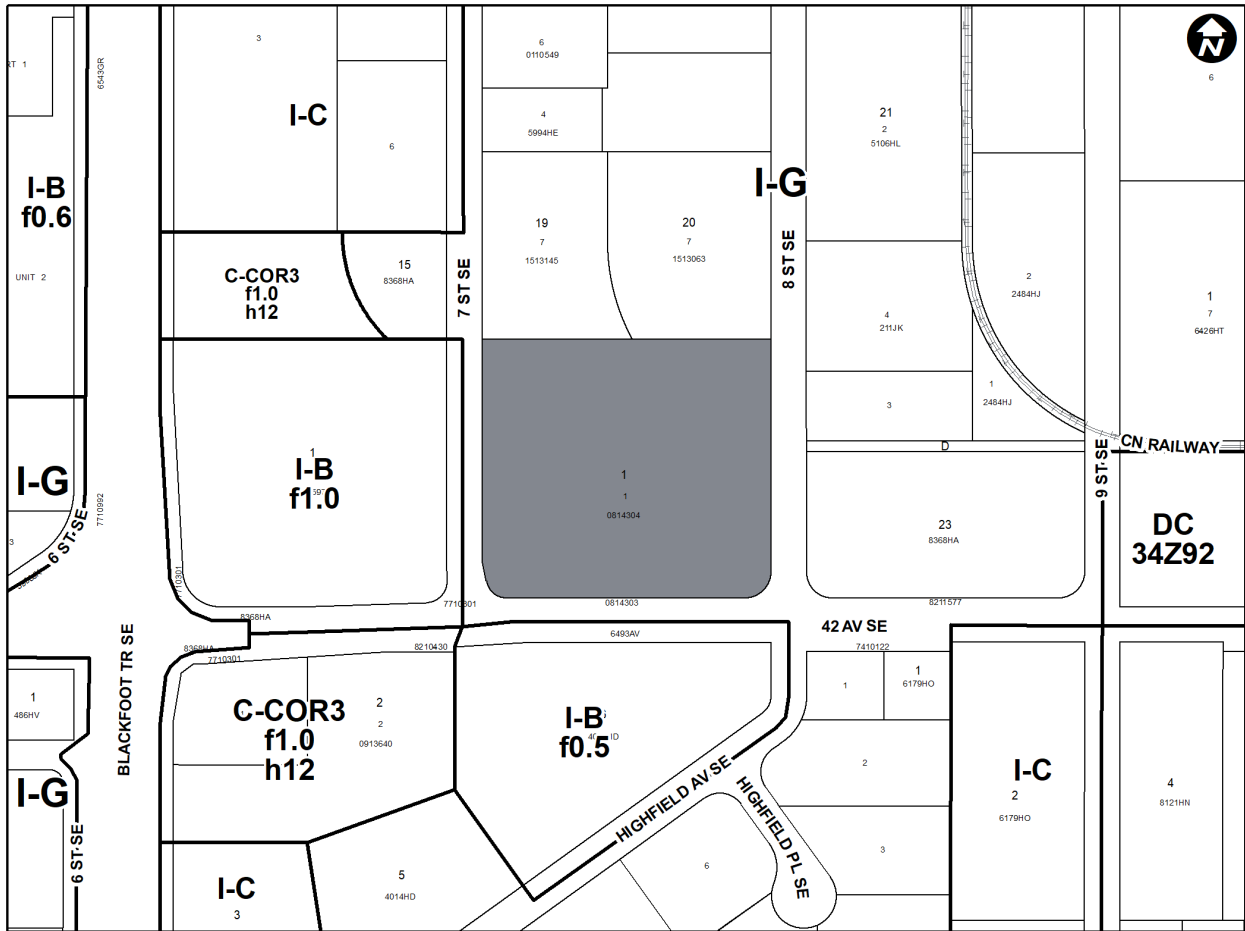 N
RT 1
6543GR
3
I-C
6
I-B
f0.6
UNIT 2
6
0110549
4
5994HE
21
2
5106HL
6
I-G
19
7
1513145
20
7
1513063
C-COR3
f1.0
h12
15
8368HA
7 ST SE
8 ST SE
2
2484HJ
1
7
6426HT
4
211JK
1
2484HJ
3
D
CN RAILWAY
I-G
3
6 ST SE
7710992
1
I-B
f1.0
1
1
0814304
9 ST SE
23
8368HA
DC
34Z92
7710301
8368HA
7710301
0814303
8211577
8368HA
7710301
8210430
6493AV
42 AV SE
7410122
1
486HV
BLACKFOOT TR SE
C-COR3
f1.0
h12
2
2
0913640
I-B
f0.5
1
1
6179HO
2
I-C
2
6179HO
4
8121HN
I-G
6 ST SE
HIGHFIELD AV SE
HIGHFIELD PL SE
3
6
5
4014HD
I-C
3